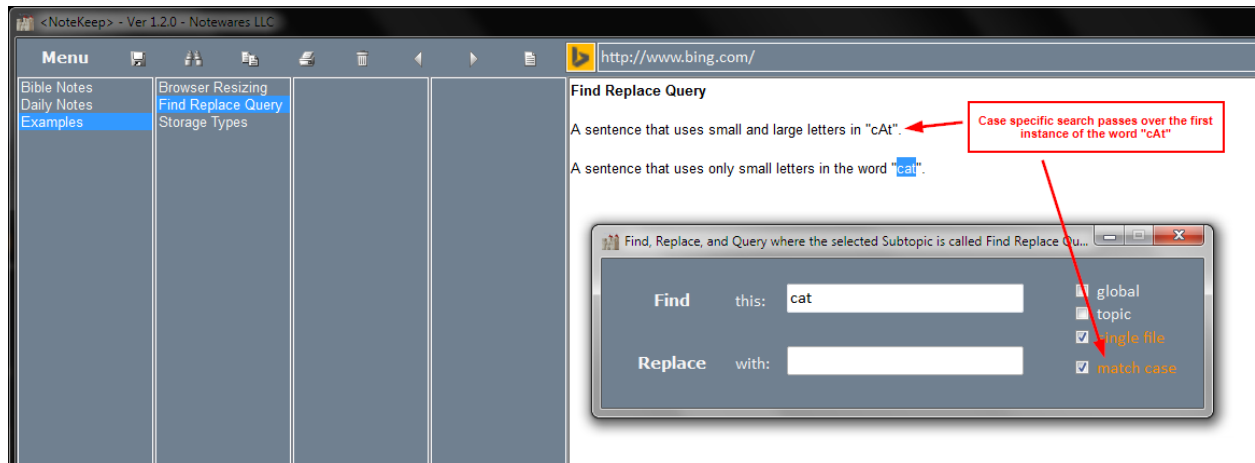 <NoteKeep> - Ver 1.2.0 - Notewares LLC
Menu
http://www.bing.com/
Bible Notes
Daily Notes
Examples
Browser Resizing
Find Replace Query
Storage Types
Find Replace Query
A sentence that uses small and large letters in "cAt".
A sentence that uses only small letters in the word "cat".
Case specific search passes over the first
instance of the word "cAt"
Find, Replace, and Query where the selected Subtopic is called Find Replace Qu...
Find this: cat
Replace with:
global
topic
single file
match case